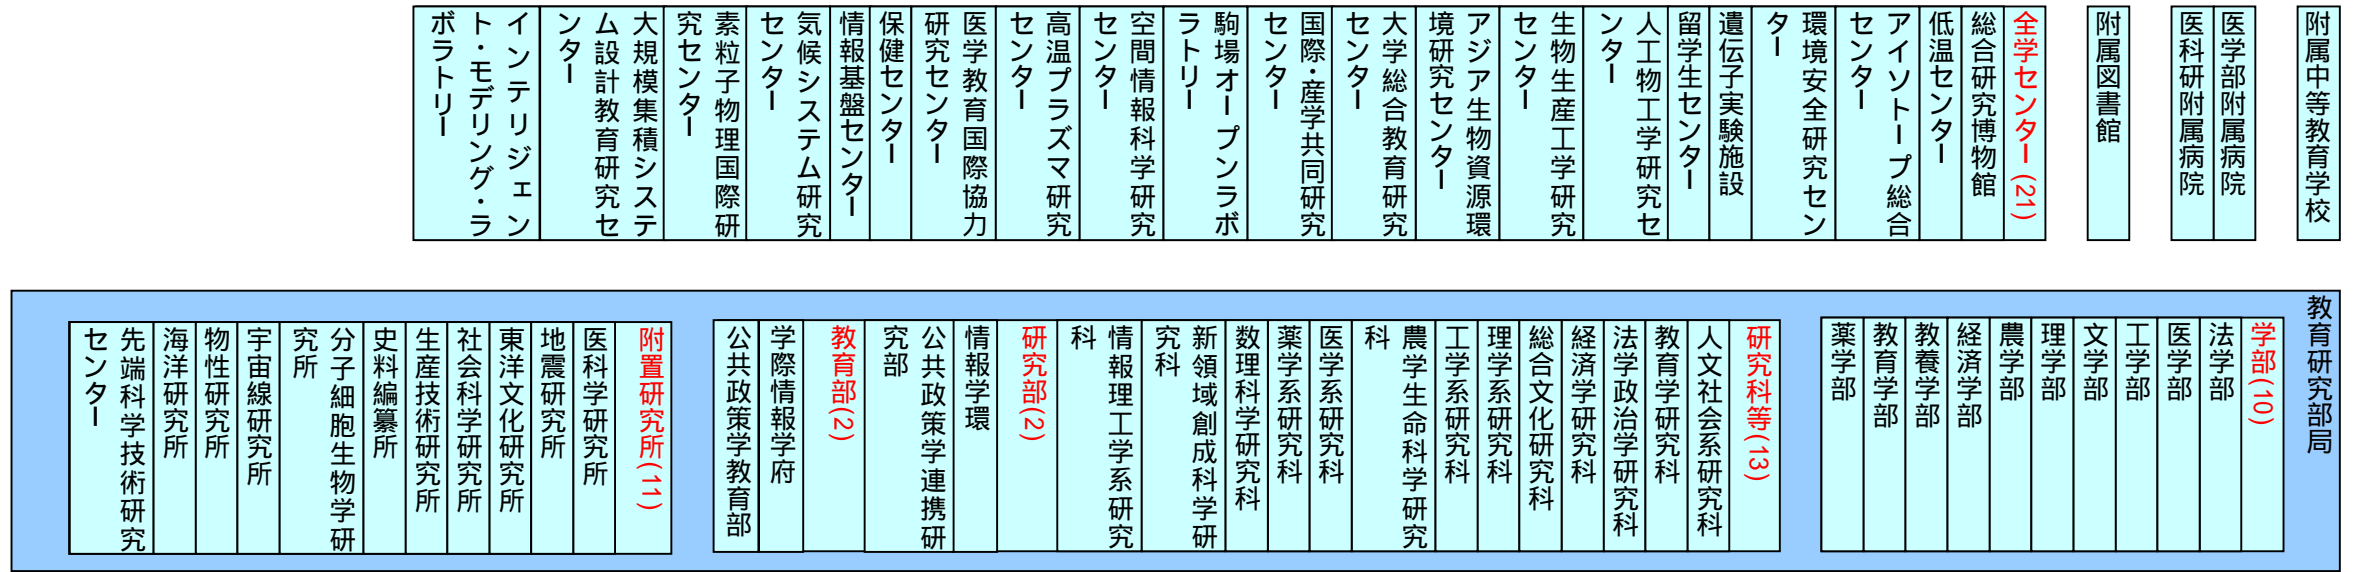 附属中等教育学校
医学部附属病院
医科研附属病院
附属図書館
全学センター(21)
総合研究博物館
低温センター
アイソトープ総合
センター
環境安全研究セン
ター
遺伝子実験施設
留学生センター
人工物工学研究セ
ンター
生物生産工学研究
センター
アジア生物資源環
境研究センター
大学総合教育研究
センター
国際・産学共同研究
センター
駒場オープンラボ
ラトリー
空間情報科学研究
センター
高温プラズマ研究
センター
医学教育国際協力
研究センター
保健センター
情報基盤センター
気候システム研究
センター
素粒子物理国際研
究センター
大規模集積システ
ム設計教育研究セ
ンター
インテリジェン
ト・モデリング・ラ
ボラトリー
教育研究部局
学部(10)
法学部
医学部
工学部
文学部
理学部
農学部
経済学部
教養学部
教育学部
薬学部
研究科等(13)
人文社会系研究科
教育学研究科
法学政治学研究科
経済学研究科
総合文化研究科
理学系研究科
工学系研究科
農学生命科学研究
科
医学系研究科
薬学系研究科
数理科学研究科
新領域創成科学研
究科
情報理工学系研究
科
研究部(2)
情報学環
公共政策学連携研
究部
教育部(2)
学際情報学府
公共政策学教育部
附置研究所(11)
医科学研究所
地震研究所
東洋文化研究所
社会科学研究所
生産技術研究所
史料編纂所
分子細胞生物学研
究所
宇宙線研究所
物性研究所
海洋研究所
先端科学技術研究
センター